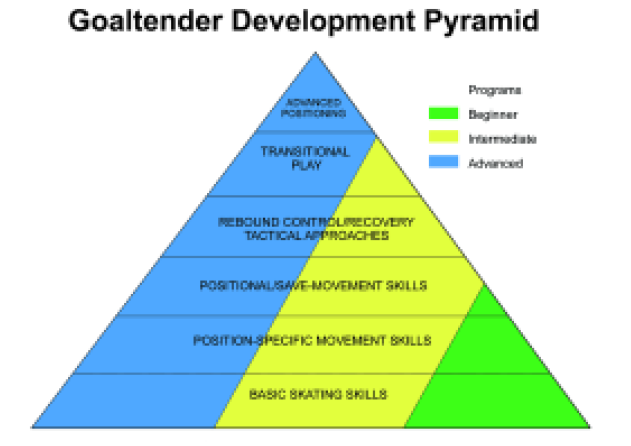 Goaltender Development Pyramid
Programs
Beginner
Intermediate
Advanced
ADVANCED
POSITIONING
TRANSITIONAL
PLAY
REBOUND CONTROL/RECOVERY
TACTICAL APPROACHES
POSITIONAL/SAVE-MOVEMENT SKILLS
POSITION-SPECIFIC MOVEMENT SKILLS
BASIC SKATING SKILLS